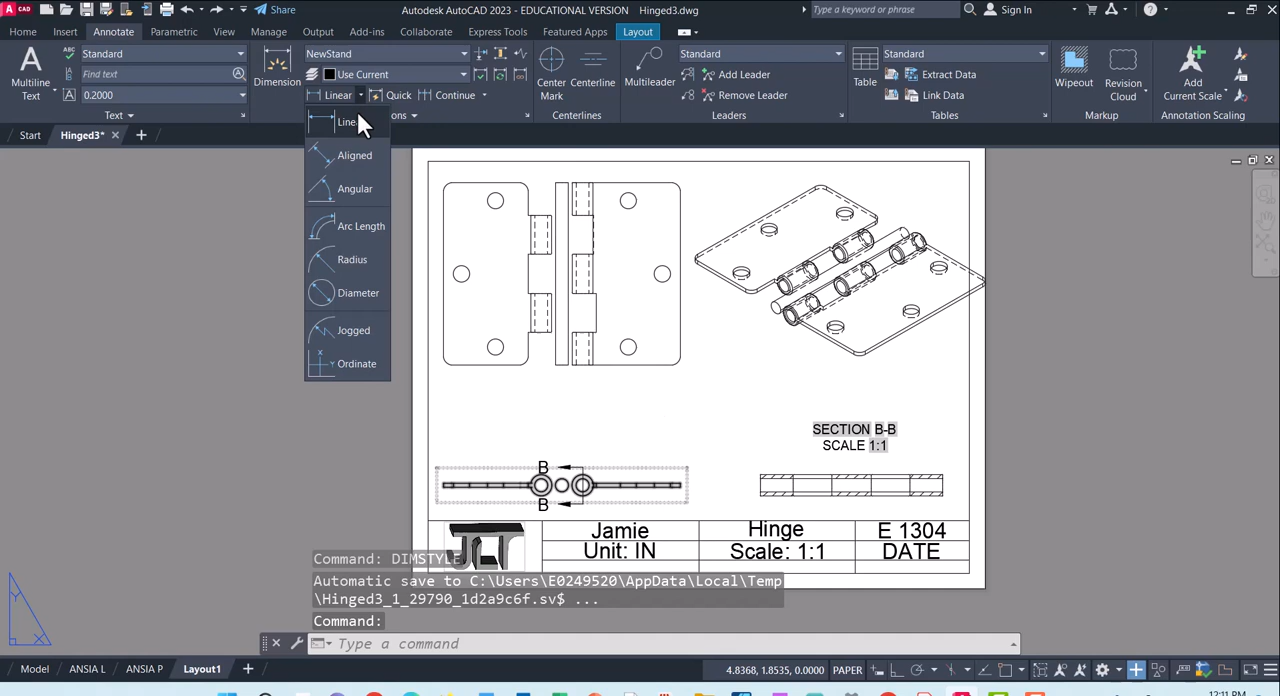 CAD
Share
Autodesk AutoCAD 2023 - EDUCATIONAL VERSION Hinged3.dwg
Type a keyword or phrase
Sign In
Home Insert Annotate Parametric View Manage Output Add-ins Collaborate Express Tools Featured Apps Layout
Multiline
Text
Standard
Find text
0.2000
Text
Dimension
NewStand
Use Current
Linear Quick Continue
Center
Mark
Centerline
Centerlines
Multileader
Standard
Add Leader
Remove Leader
Leaders
Table
Standard
Extract Data
Link Data
Tables
Wipeout
Revision
Cloud
Markup
Add
Current Scale
Annotation Scaling
Start Hinged3*
Aligned
Angular
Arc Length
Radius
Diameter
Jogged
Ordinate
SECTION B-B
SCALE 1:1
B
B
JLT
Jamie
Unit: IN
Hinge
Scale: 1:1
E 1304
DATE
Command: DIMSTYLE
Automatic save to C:\Users\E0249520\AppData\Local\Temp
\Hinged3_1_29790_1d2a9c6f.sv$ ...
Command:
Type a command
Y
X
Model ANSIA L ANSIA P Layout1
4.8368, 1.8535, 0.0000 PAPER
12:11 PM